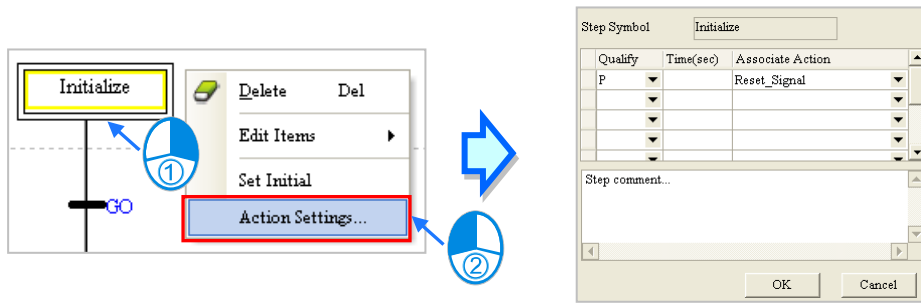 Initialize
GO
Delete Del
Edit Items
Set Initial
Action Settings...
①
②
Step Symbol Initialize
Qualify Time(sec) Associate Action
P Reset_Signal
Step comment...
OK Cancel